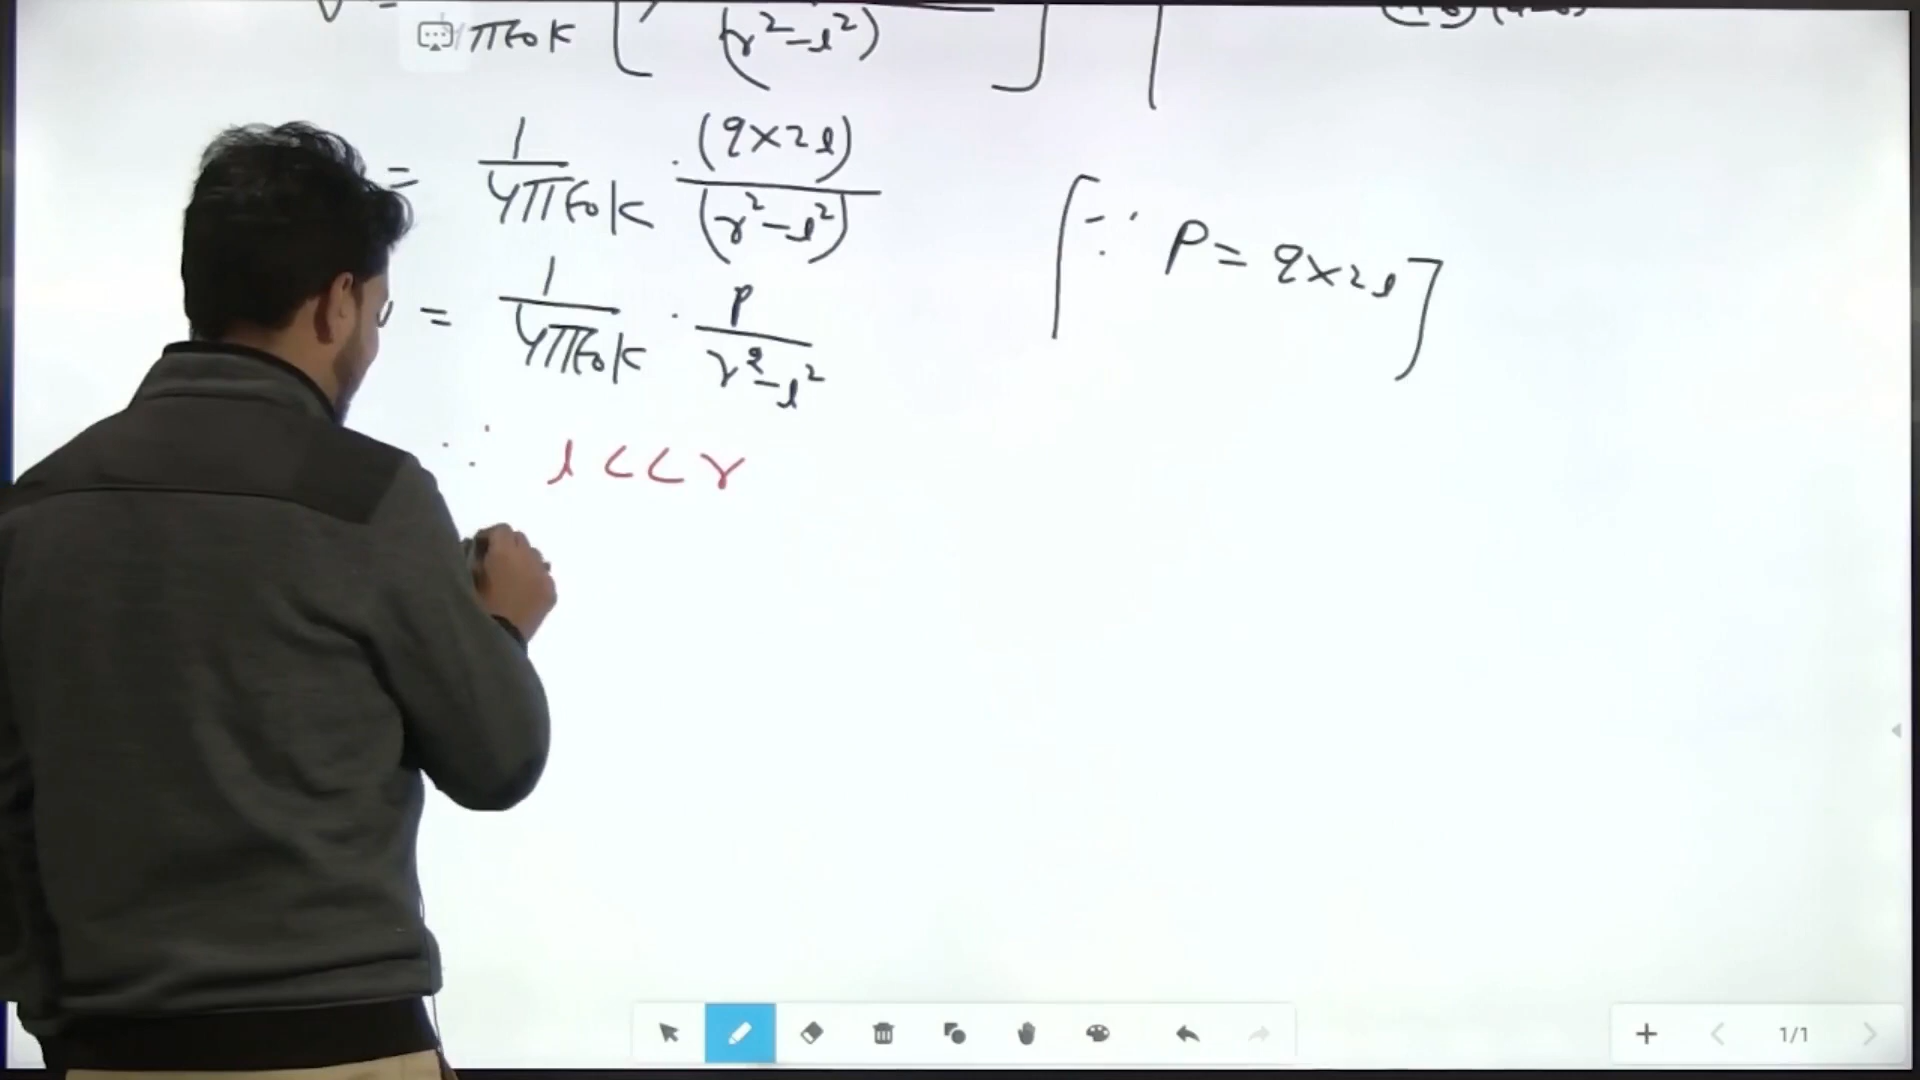 πε₀K [ (r²-l²) ]
= 1/4πε₀K · (q×2l)/(r²-l²)
[∵ P = q×2l]
= 1/4πε₀K · P/r²-l²
∵ l << r
1/1